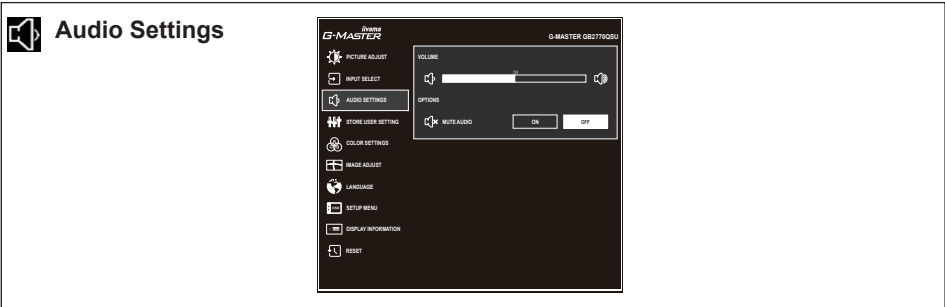 Audio Settings
iiyama
G-MASTER
G-MASTER GB2770QSU
PICTURE ADJUST
VOLUME
INPUT SELECT
AUDIO SETTINGS
OPTIONS
STORE USER SETTING
MUTE AUDIO
ON
OFF
COLOR SETTINGS
IMAGE ADJUST
LANGUAGE
SETUP MENU
DISPLAY INFORMATION
RESET